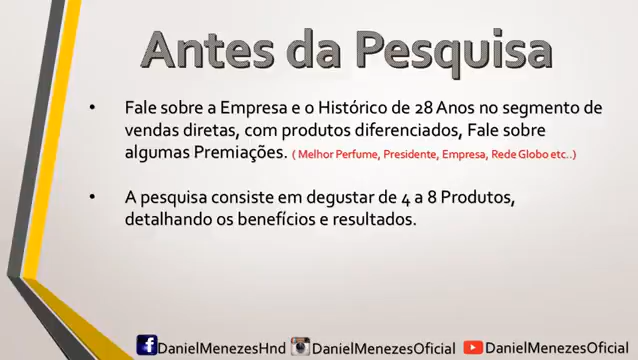 Antes da Pesquisa
• Fale sobre a Empresa e o Histórico de 28 Anos no segmento de
vendas diretas, com produtos diferenciados, Fale sobre
algumas Premiações. ( Melhor Perfume, Presidente, Empresa, Rede Globo etc..)
• A pesquisa consiste em degustar de 4 a 8 Produtos,
detalhando os benefícios e resultados.
DanielMenezesHnd DanielMenezesOficial DanielMenezesOficial